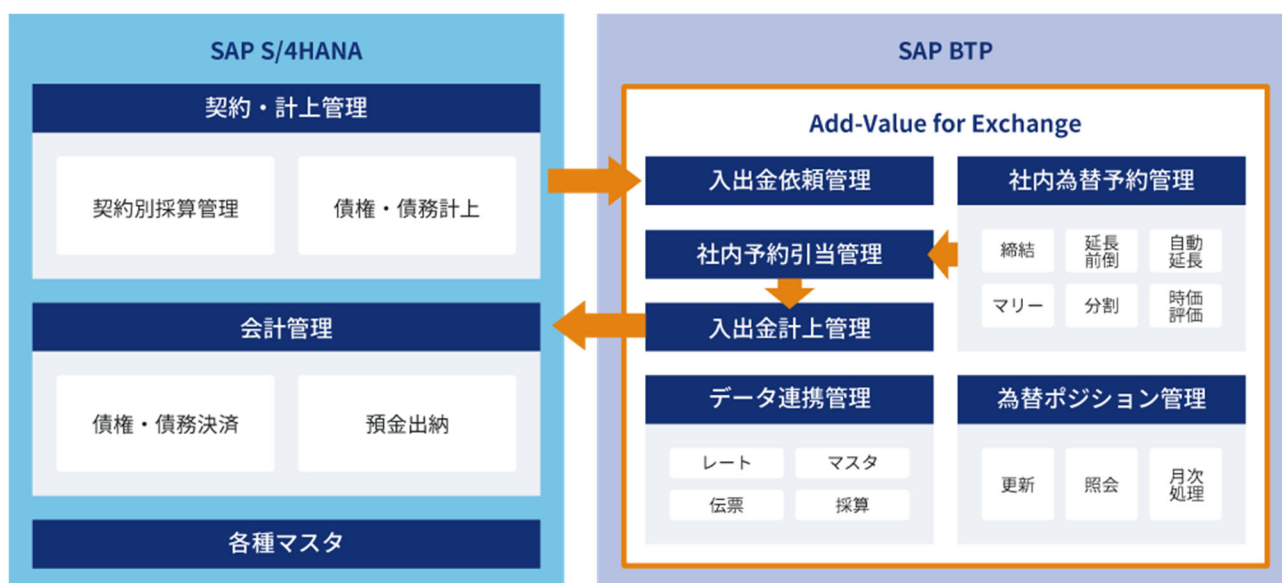 SAP S/4HANA
契約・計上管理
契約別採算管理
債権・債務計上
会計管理
債権・債務決済
預金出納
各種マスタ
SAP BTP
Add-Value for Exchange
入出金依頼管理
社内予約引当管理
入出金計上管理
社内為替予約管理
締結
延長
前倒
自動
延長
マリー
分割
時価
評価
データ連携管理
レート
マスタ
伝票
採算
為替ポジション管理
更新
照会
月次
処理